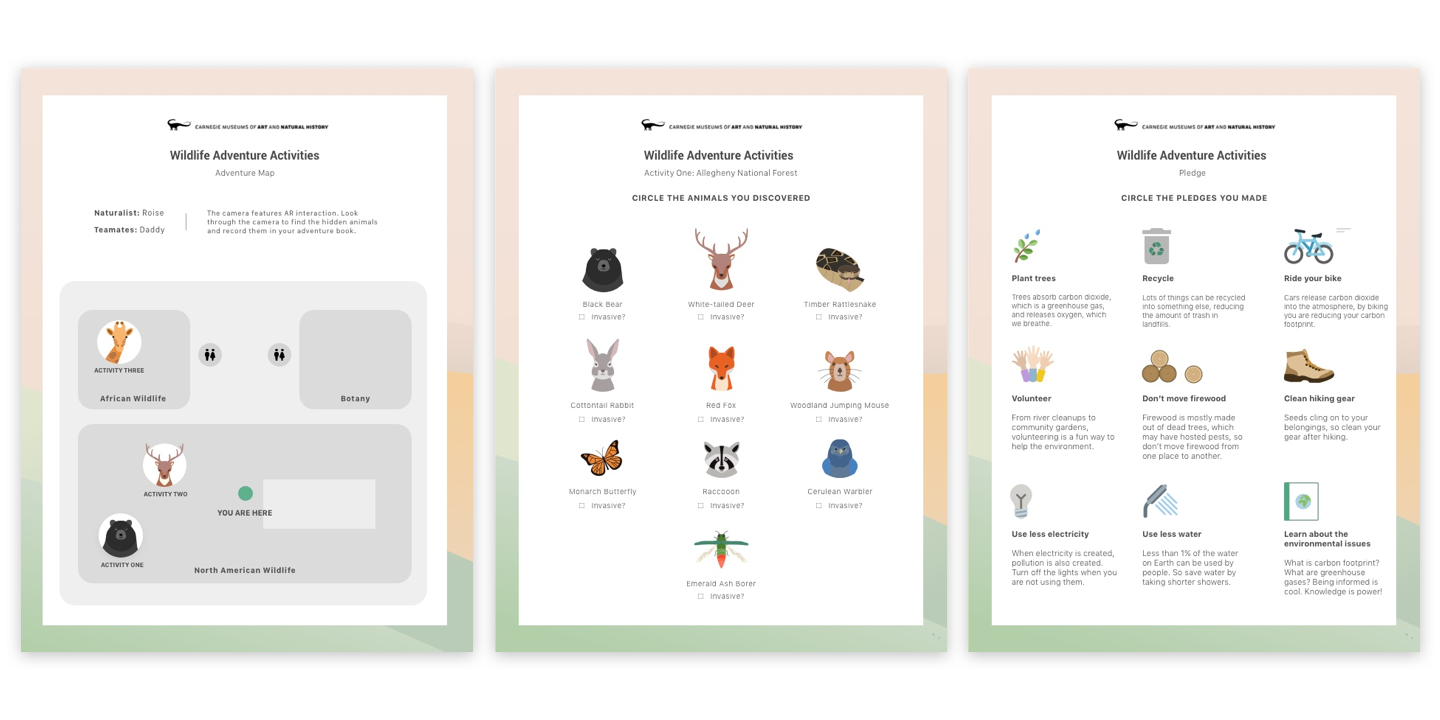 CARNEGIE MUSEUMS OF ART AND NATURAL HISTORY
Wildlife Adventure Activities
Adventure Map
Naturalist: Roise
Teamates: Daddy
The camera features AR interaction. Look
through the camera to find the hidden animals
and record them in your adventure book.
ACTIVITY THREE
African Wildlife
Botany
ACTIVITY TWO
YOU ARE HERE
ACTIVITY ONE
North American Wildlife
CARNEGIE MUSEUMS OF ART AND NATURAL HISTORY
Wildlife Adventure Activities
Activity One: Allegheny National Forest
CIRCLE THE ANIMALS YOU DISCOVERED
Black Bear
Invasive?
White-tailed Deer
Invasive?
Timber Rattlesnake
Invasive?
Cottontail Rabbit
Invasive?
Red Fox
Invasive?
Woodland Jumping Mouse
Invasive?
Monarch Butterfly
Invasive?
Raccooon
Invasive?
Cerulean Warbler
Invasive?
Emerald Ash Borer
Invasive?
CARNEGIE MUSEUMS OF ART AND NATURAL HISTORY
Wildlife Adventure Activities
Pledge
CIRCLE THE PLEDGES YOU MADE
Plant trees
Trees absorb carbon dioxide,
which is a greenhouse gas,
and releases oxygen, which
we breathe.
Recycle
Lots of things can be recycled
into something else, reducing
the amount of trash in
landfills.
Ride your bike
Cars release carbon dioxide
into the atmosphere, by biking
you are reducing your carbon
footprint.
Volunteer
From river cleanups to
community gardens,
volunteering is a fun way to
help the environment.
Don't move firewood
Firewood is mostly made
out of dead trees, which
may have hosted pests, so
don't move firewood from
one place to another.
Clean hiking gear
Seeds cling on to your
belongings, so clean your
gear after hiking.
Use less electricity
When electricity is created,
pollution is also created.
Turn off the lights when you
are not using them.
Use less water
Less than 1% of the water
on Earth can be used by
people. So save water by
taking shorter showers.
Learn about the
environmental issues
What is carbon footprint?
What are greenhouse
gases? Being informed is
cool. Knowledge is power!